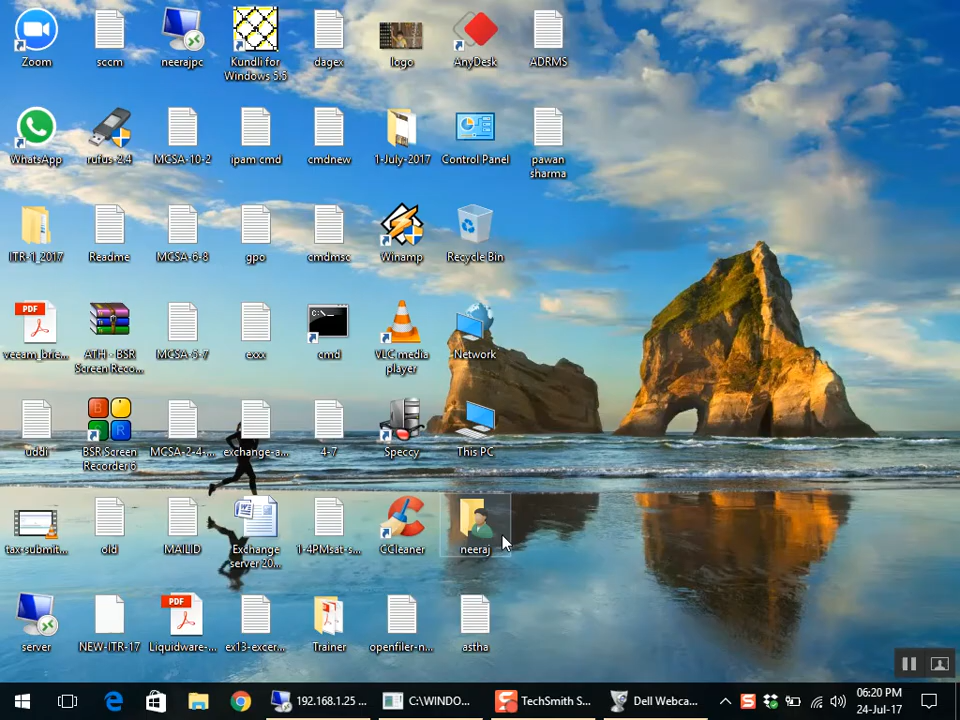 Zoom
sccm
neerajpc
Kundli for
Windows 5.5
dagex
logo
AnyDesk
ADRMS
WhatsApp
rufus-2.4
MCSA-10-2
ipam cmd
cmdnew
1-July-2017
Control Panel
pawan
sharma
ITR-1_2017
Readme
MCSA-6-8
gpo
cmdmsc
Winamp
Recycle Bin
PDF
veeam_brie...
ATH - BSR
Screen Reco...
MCSA-5-7
exxx
C:\_
cmd
VLC media
player
Network
uddi
B
R
BSR Screen
Recorder 6
MCSA-2-4-...
exchange-a...
4-7
Speccy
This PC
tax-submit...
old
MAILID
W
Exchange
server 20...
1-4PMsat-s...
CCleaner
neeraj
server
NEW-ITR-17
PDF
Liquidware-...
ex13-excer...
Trainer
openfiler-n...
astha
192.168.1.25 ...
C:\WINDO...
TechSmith S...
Dell Webca...
06:20 PM
24-Jul-17